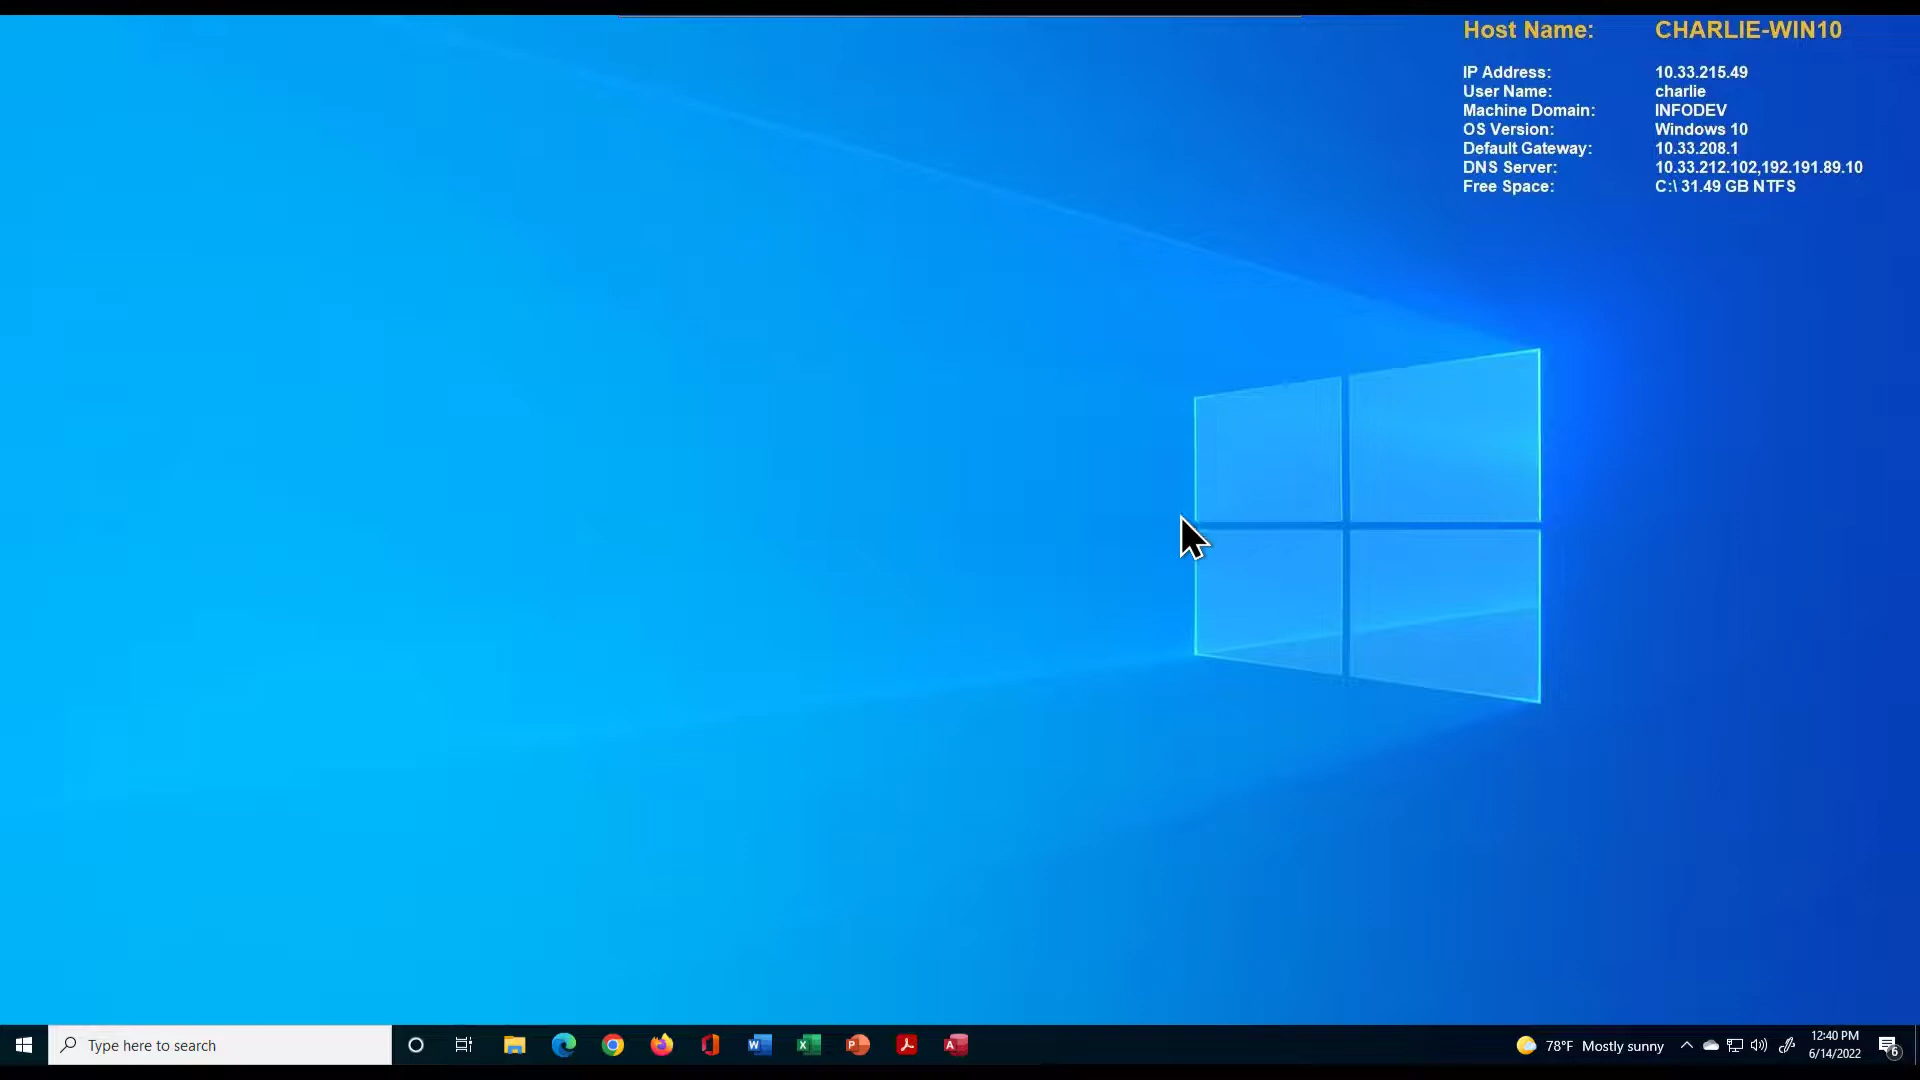 Host Name: CHARLIE-WIN10
IP Address: 10.33.215.49
User Name: charlie
Machine Domain: INFODEV
OS Version: Windows 10
Default Gateway: 10.33.208.1
DNS Server: 10.33.212.102,192.191.89.10
Free Space: C:\ 31.49 GB NTFS
Type here to search
78°F Mostly sunny
12:40 PM
6/14/2022
6